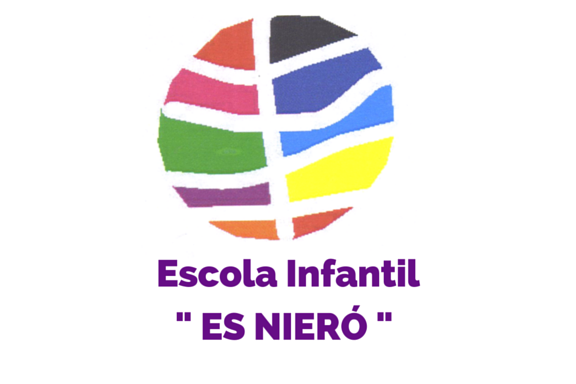 Escola Infantil
" ES NIERÓ "